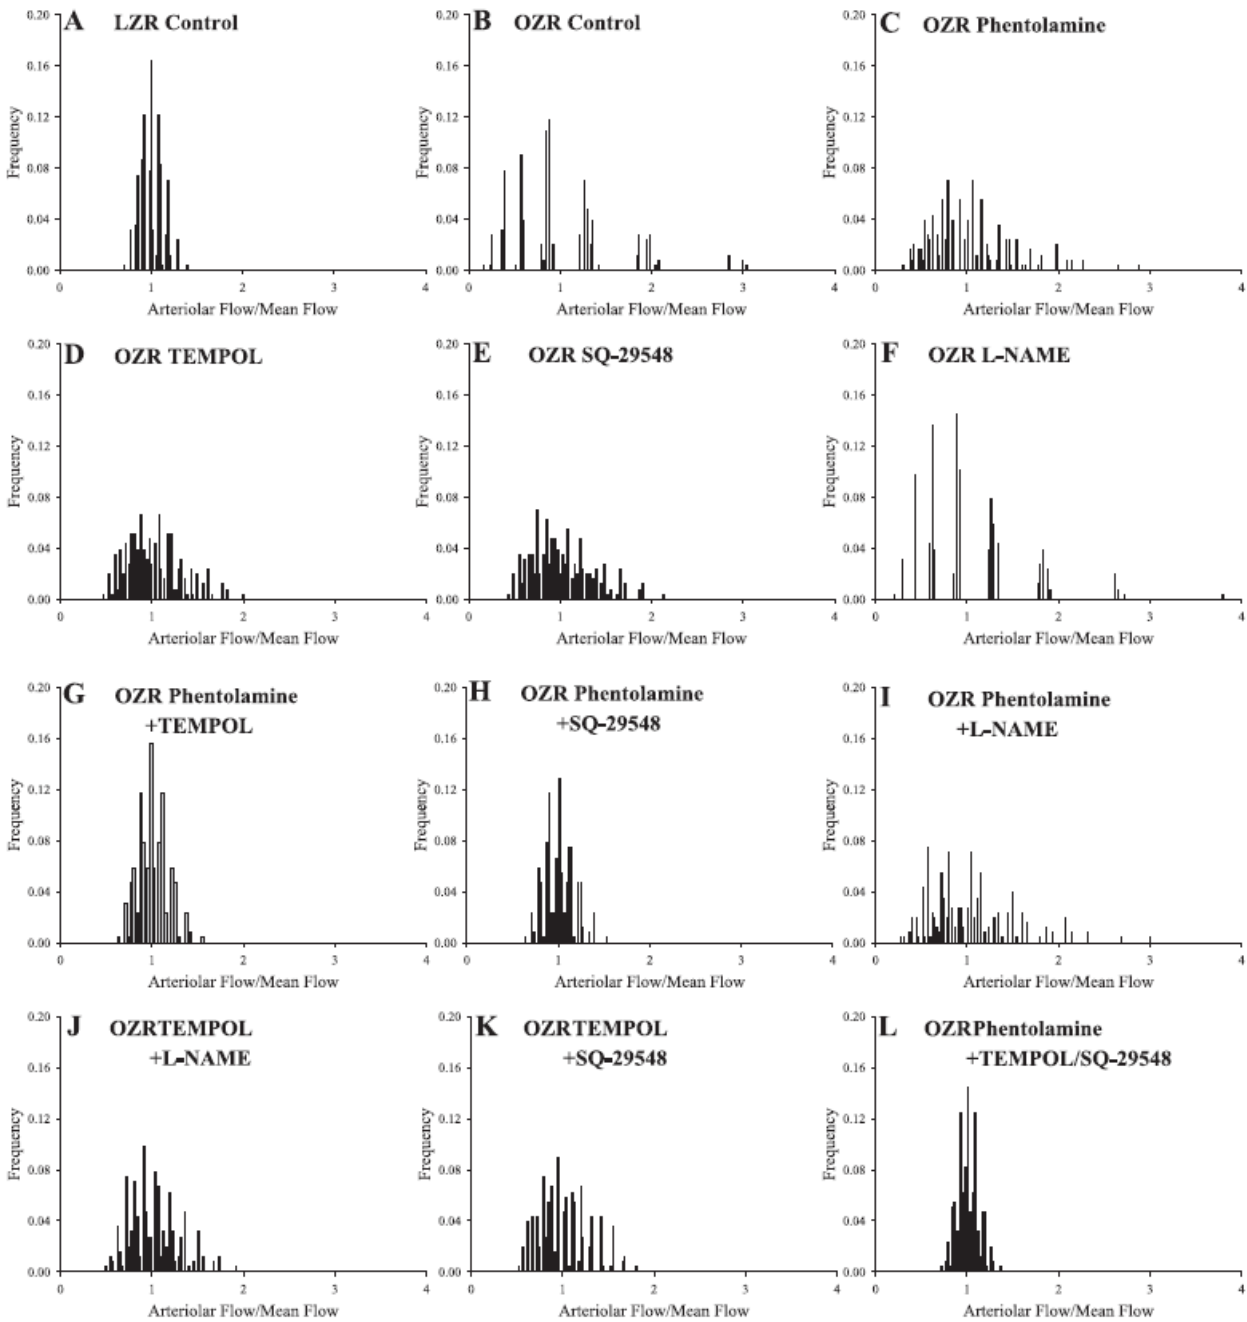 A LZR Control
B OZR Control
C OZR Phentolamine
0.20
0.16
0.12
0.08
0.04
0.00
Frequency
0 1 2 3 4
Arteriolar Flow/Mean Flow
0.20
0.16
0.12
0.08
0.04
0.00
Frequency
0 1 2 3 4
Arteriolar Flow/Mean Flow
0.20
0.16
0.12
0.08
0.04
0.00
Frequency
0 1 2 3 4
Arteriolar Flow/Mean Flow
D OZR TEMPOL
E OZR SQ-29548
F OZR L-NAME
0.20
0.16
0.12
0.08
0.04
0.00
Frequency
0 1 2 3 4
Arteriolar Flow/Mean Flow
0.20
0.16
0.12
0.08
0.04
0.00
Frequency
0 1 2 3 4
Arteriolar Flow/Mean Flow
0.20
0.16
0.12
0.08
0.04
0.00
Frequency
0 1 2 3 4
Arteriolar Flow/Mean Flow
G OZR Phentolamine
+TEMPOL
H OZR Phentolamine
+SQ-29548
I OZR Phentolamine
+L-NAME
0.20
0.16
0.12
0.08
0.04
0.00
Frequency
0 1 2 3 4
Arteriolar Flow/Mean Flow
0.20
0.16
0.12
0.08
0.04
0.00
Frequency
0 1 2 3 4
Arteriolar Flow/Mean Flow
0.20
0.16
0.12
0.08
0.04
0.00
Frequency
0 1 2 3 4
Arteriolar Flow/Mean Flow
J OZRTEMPOL
+L-NAME
K OZRTEMPOL
+SQ-29548
L OZRPhentolamine
+TEMPOL/SQ-29548
0.20
0.16
0.12
0.08
0.04
0.00
Frequency
0 1 2 3 4
Arteriolar Flow/Mean Flow
0.20
0.16
0.12
0.08
0.04
0.00
Frequency
0 1 2 3 4
Arteriolar Flow/Mean Flow
0.20
0.16
0.12
0.08
0.04
0.00
Frequency
0 1 2 3 4
Arteriolar Flow/Mean Flow